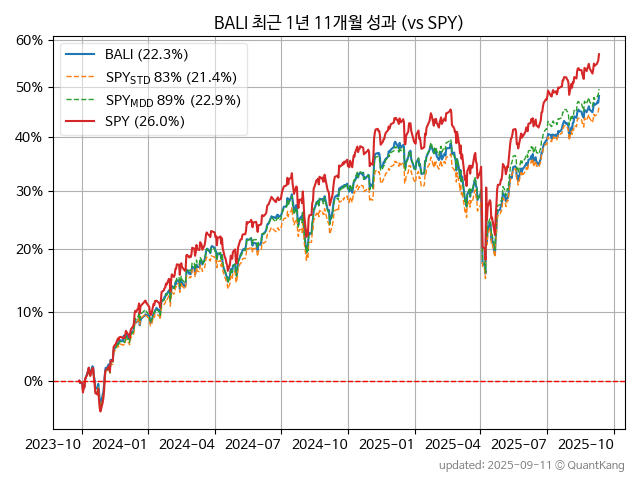 BALI 최근 1년 11개월 성과 (vs SPY)
60%
50%
40%
30%
20%
10%
0%
BALI (22.3%)
SPY_STD 83% (21.4%)
SPY_MDD 89% (22.9%)
SPY (26.0%)
2023-10 2024-01 2024-04 2024-07 2024-10 2025-01 2025-04 2025-07 2025-10
updated: 2025-09-11 © QuantKang